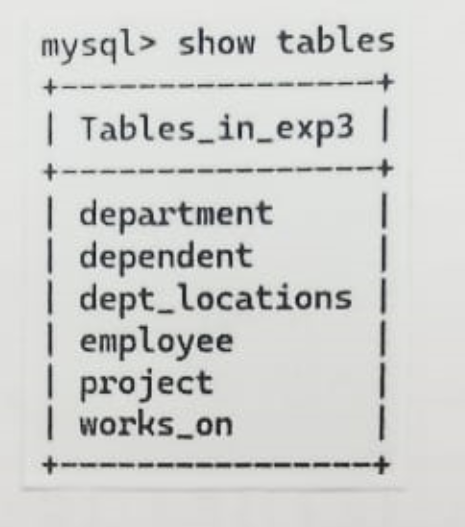 mysql> show tables
+-----------------+
| Tables_in_exp3 |
+-----------------+
| department |
| dependent |
| dept_locations |
| employee |
| project |
| works_on |
+-----------------+